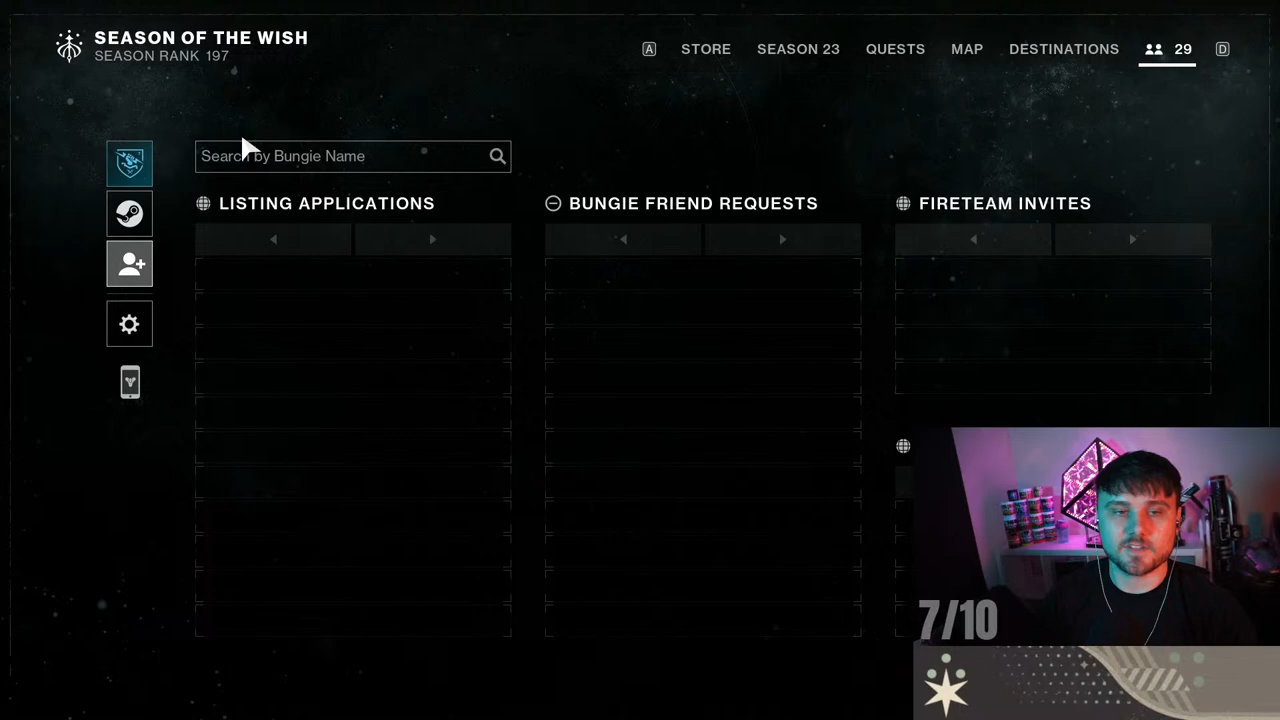 SEASON OF THE WISH
SEASON RANK 197
A
STORE
SEASON 23
QUESTS
MAP
DESTINATIONS
29
D
Search by Bungie Name
LISTING APPLICATIONS
BUNGIE FRIEND REQUESTS
FIRETEAM INVITES
7/10